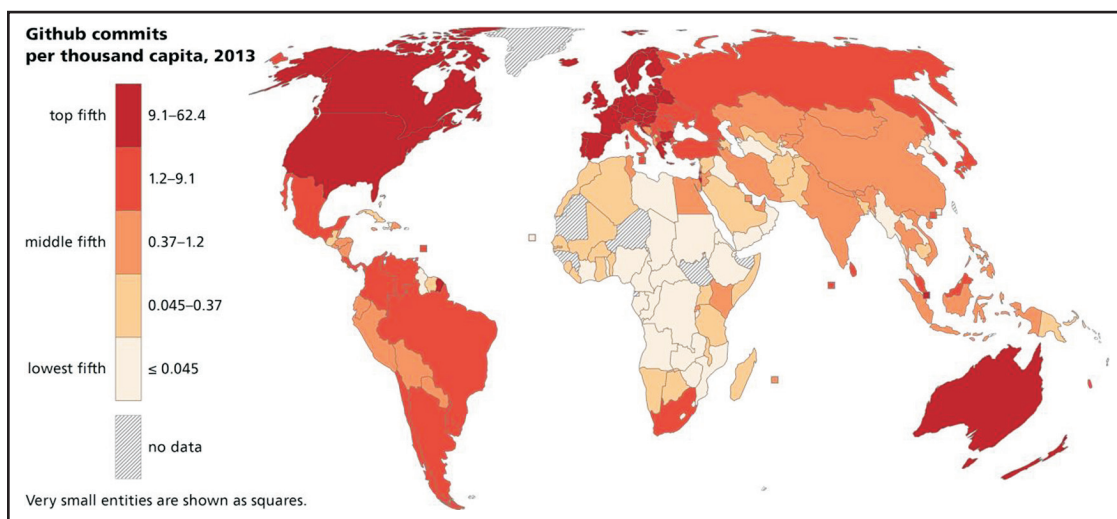 Github commits
per thousand capita, 2013
top fifth 9.1–62.4
1.2–9.1
middle fifth 0.37–1.2
0.045–0.37
lowest fifth ≤ 0.045
no data
Very small entities are shown as squares.